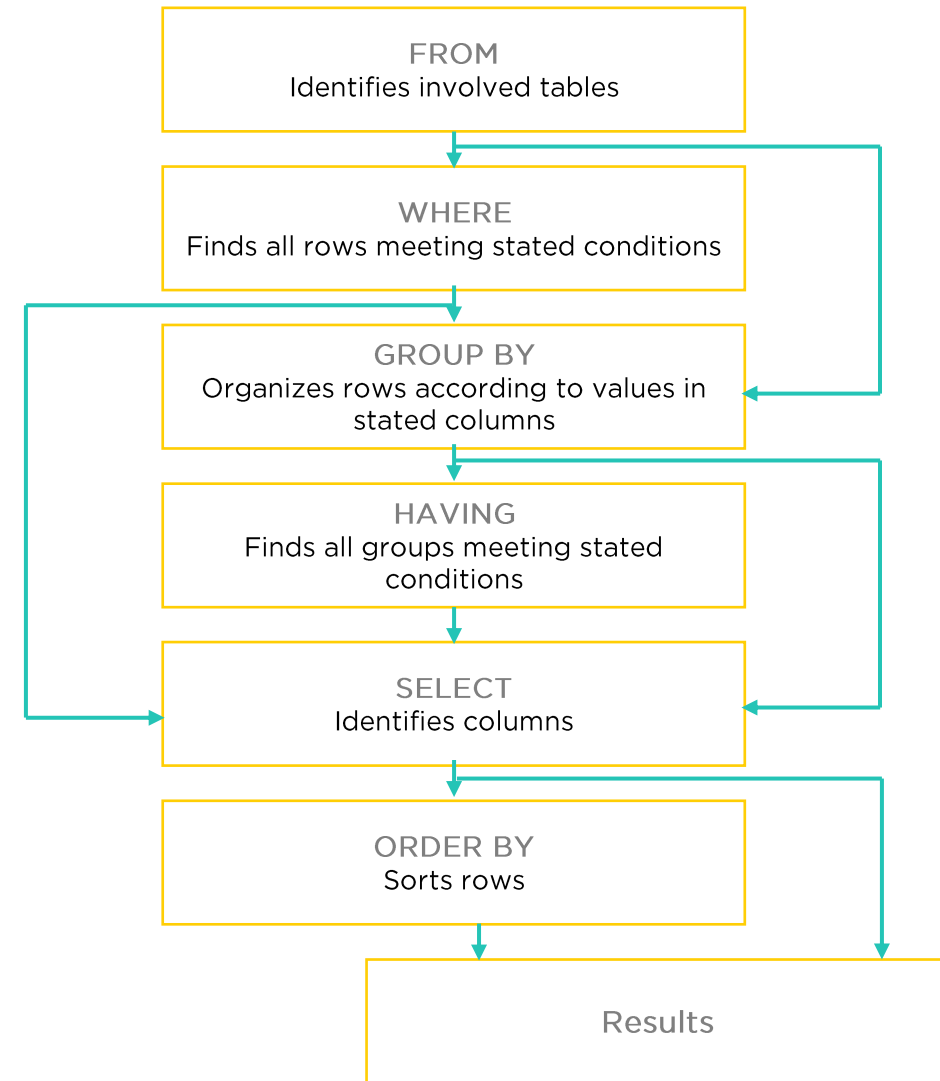 FROM
Identifies involved tables
WHERE
Finds all rows meeting stated conditions
GROUP BY
Organizes rows according to values in
stated columns
HAVING
Finds all groups meeting stated
conditions
SELECT
Identifies columns
ORDER BY
Sorts rows
Results